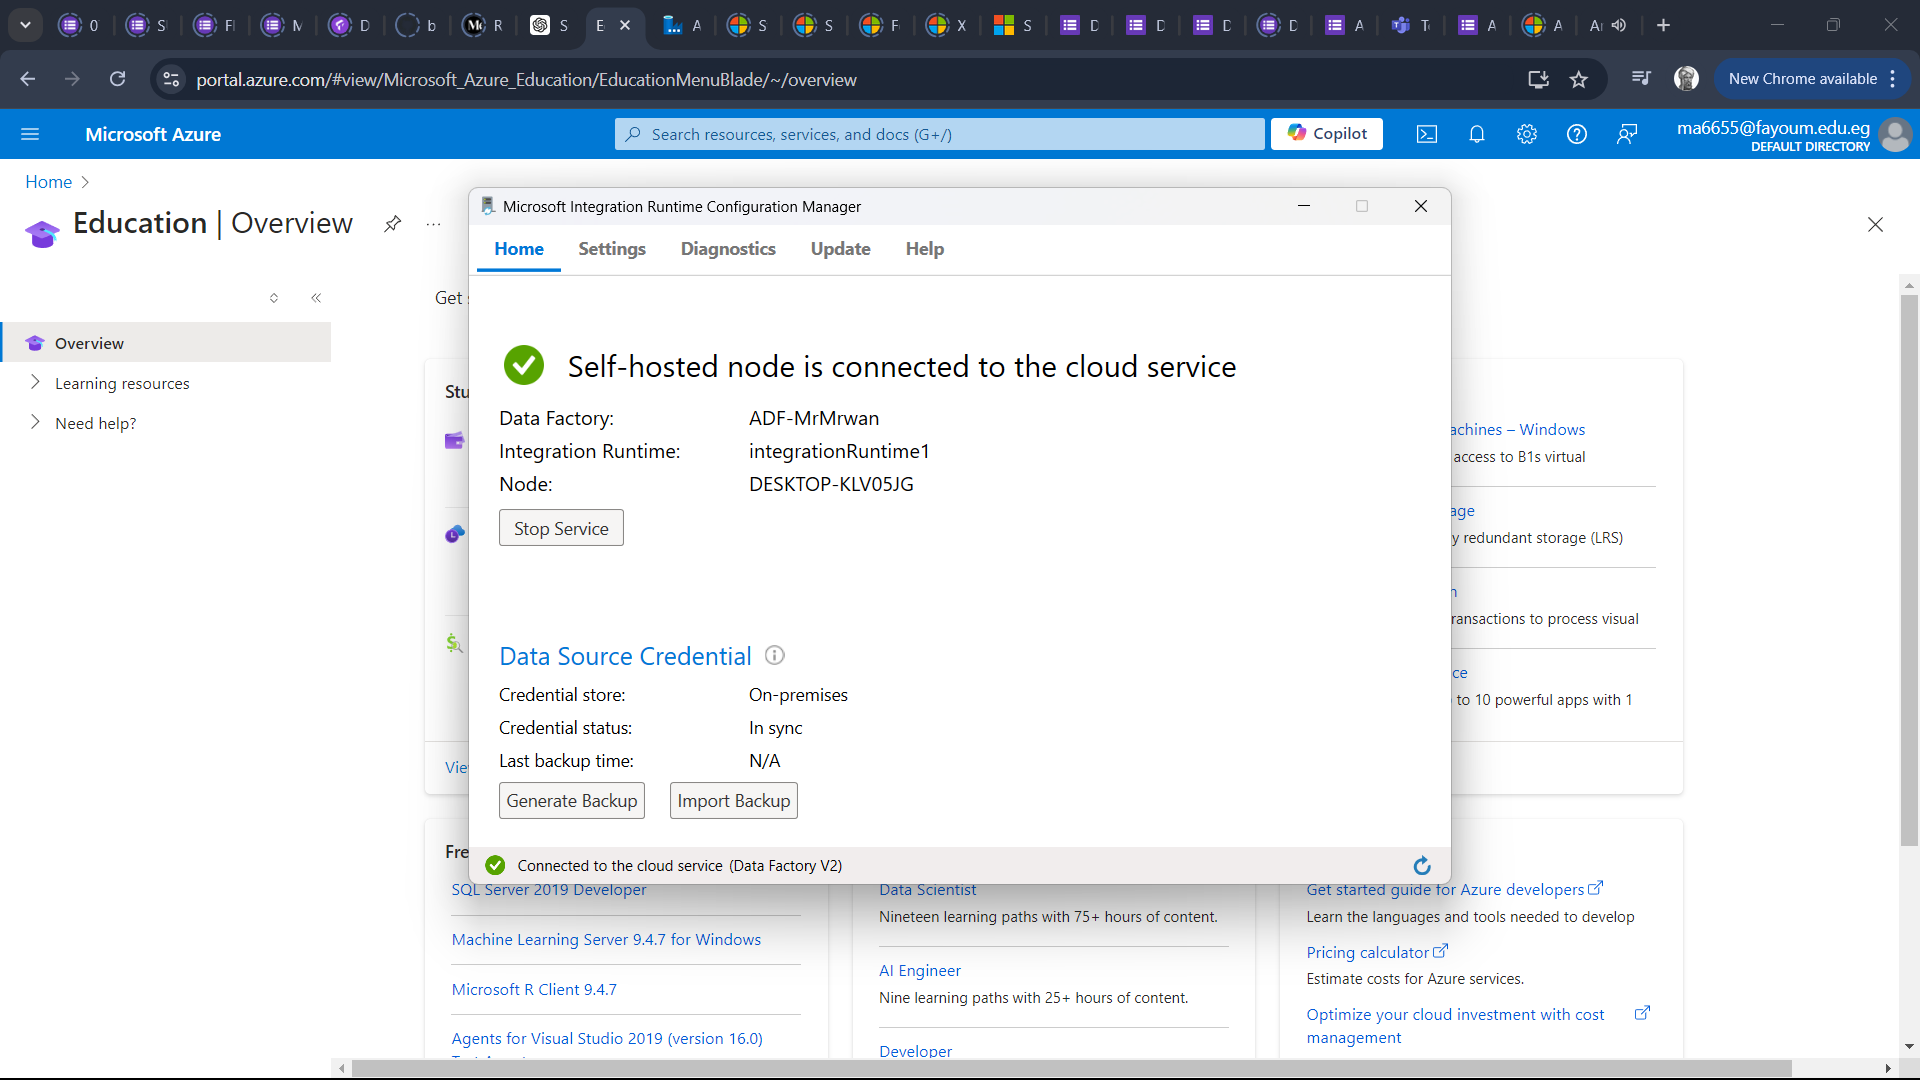 0
S
F
M
D
b
R
S
E
A
S
S
F
X
S
D
D
D
D
A
T
A
A
A
portal.azure.com/#view/Microsoft_Azure_Education/EducationMenuBlade/~/overview
New Chrome available
Microsoft Azure
Search resources, services, and docs (G+/)
Copilot
ma6655@fayoum.edu.eg
DEFAULT DIRECTORY
Home
Education | Overview
Overview
Learning resources
Need help?
Get
Stu
Vie
Fre
Microsoft Integration Runtime Configuration Manager
Home Settings Diagnostics Update Help
Self-hosted node is connected to the cloud service
Data Factory: ADF-MrMrwan
Integration Runtime: integrationRuntime1
Node: DESKTOP-KLV05JG
Stop Service
Data Source Credential
Credential store: On-premises
Credential status: In sync
Last backup time: N/A
Generate Backup Import Backup
Connected to the cloud service (Data Factory V2)
achines – Windows
access to B1s virtual
age
y redundant storage (LRS)
n
ransactions to process visual
ce
to 10 powerful apps with 1
SQL Server 2019 Developer
Machine Learning Server 9.4.7 for Windows
Microsoft R Client 9.4.7
Agents for Visual Studio 2019 (version 16.0)
Data Scientist
Nineteen learning paths with 75+ hours of content.
AI Engineer
Nine learning paths with 25+ hours of content.
Developer
Get started guide for Azure developers
Learn the languages and tools needed to develop
Pricing calculator
Estimate costs for Azure services.
Optimize your cloud investment with cost
management